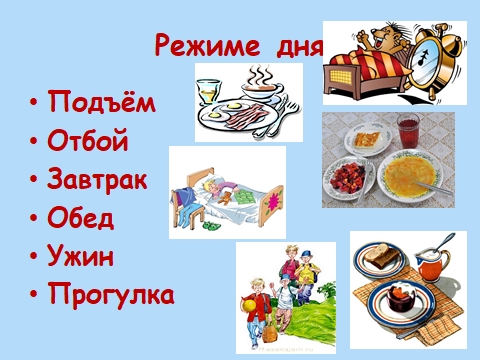 Режиме дня
• Подъём
• Отбой
• Завтрак
• Обед
• Ужин
• Прогулка